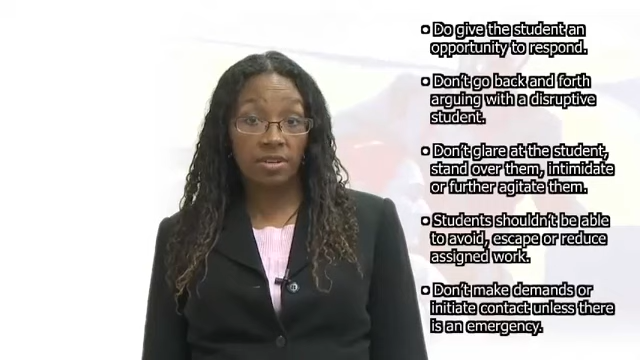 • Do give the student an
opportunity to respond.
• Don't go back and forth
arguing with a disruptive
student.
• Don't glare at the student,
stand over them, intimidate
or further agitate them.
• Students shouldn't be able
to avoid, escape or reduce
assigned work.
• Don't make demands or
initiate contact unless there
is an emergency.